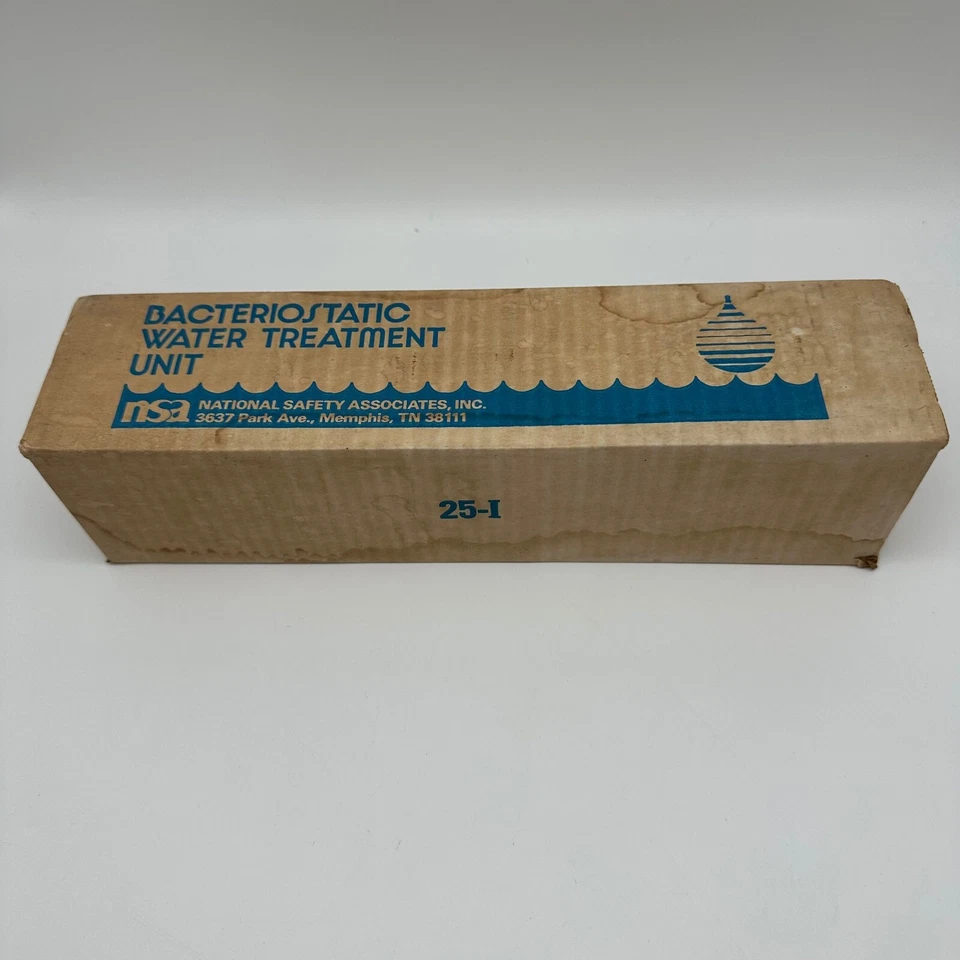 BACTERIOSTATIC
WATER TREATMENT
UNIT
nsa NATIONAL SAFETY ASSOCIATES, INC.
3637 Park Ave., Memphis, TN 38111
25-I